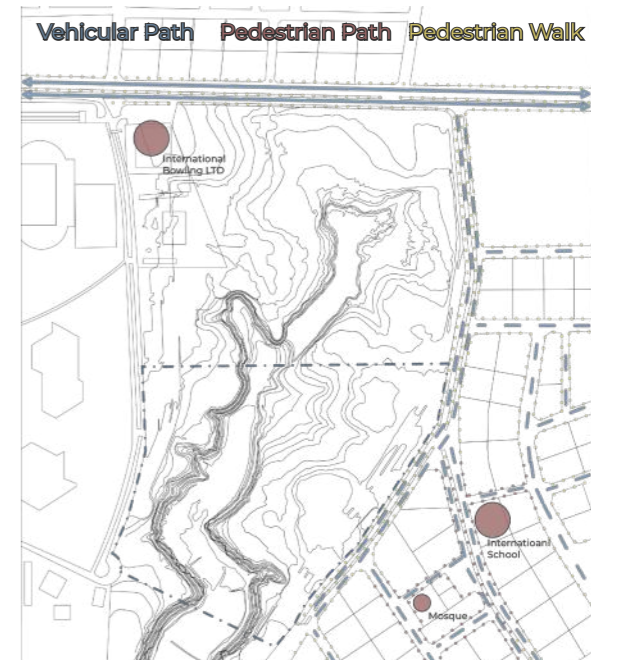 Vehicular Path Pedestrian Path Pedestrian Walk
International
Bowling LTD
Internatioanl
School
Mosque